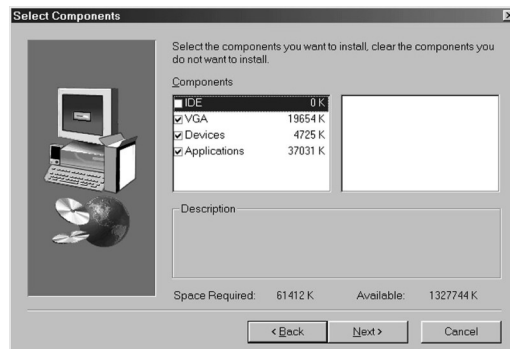 Select Components
Select the components you want to install, clear the components you
do not want to install.
Components
IDE 0 K
VGA 19654 K
Devices 4725 K
Applications 37031 K
Description
Space Required: 61412 K Available: 1327744 K
< Back Next > Cancel